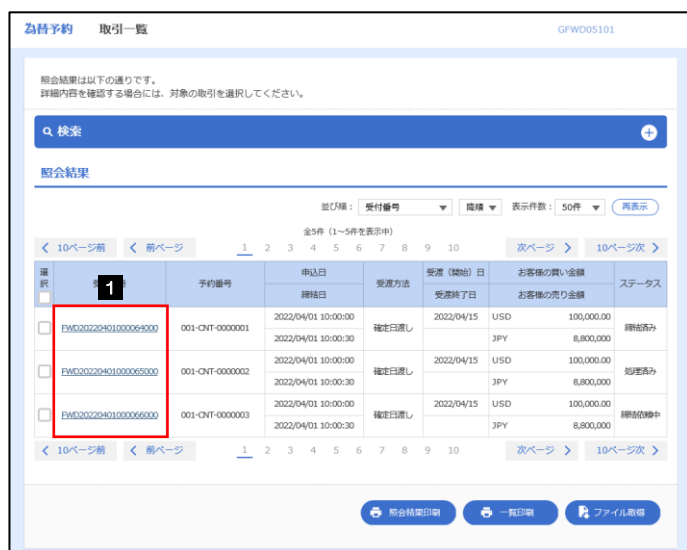 為替予約 取引一覧 GFWD05101
照会結果は以下の通りです。
詳細内容を確認する場合には、対象の取引を選択してください。
検索
照会結果
並び順： 受付番号 降順 表示件数： 50件 再表示
全5件（1～5件を表示中）
10ページ前 前ページ 1 2 3 4 5 6 7 8 9 10 次ページ 10ページ次
選択 1 予約番号 申込日 受渡方法 受渡（開始）日 お客様の買い金額 ステータス
締結日 受渡終了日 お客様の売り金額
FWD20220401000064000 001-CNT-0000001 2022/04/01 10:00:00 確定日渡し 2022/04/15 USD 100,000.00 締結済み
2022/04/01 10:00:30 JPY 8,800,000
FWD20220401000065000 001-CNT-0000002 2022/04/01 10:00:00 確定日渡し 2022/04/15 USD 100,000.00 処理済み
2022/04/01 10:00:30 JPY 8,800,000
FWD20220401000066000 001-CNT-0000003 2022/04/01 10:00:00 確定日渡し 2022/04/15 USD 100,000.00 締結依頼中
2022/04/01 10:00:30 JPY 8,800,000
10ページ前 前ページ 1 2 3 4 5 6 7 8 9 10 次ページ 10ページ次
照会結果印刷 一覧印刷 ファイル取得